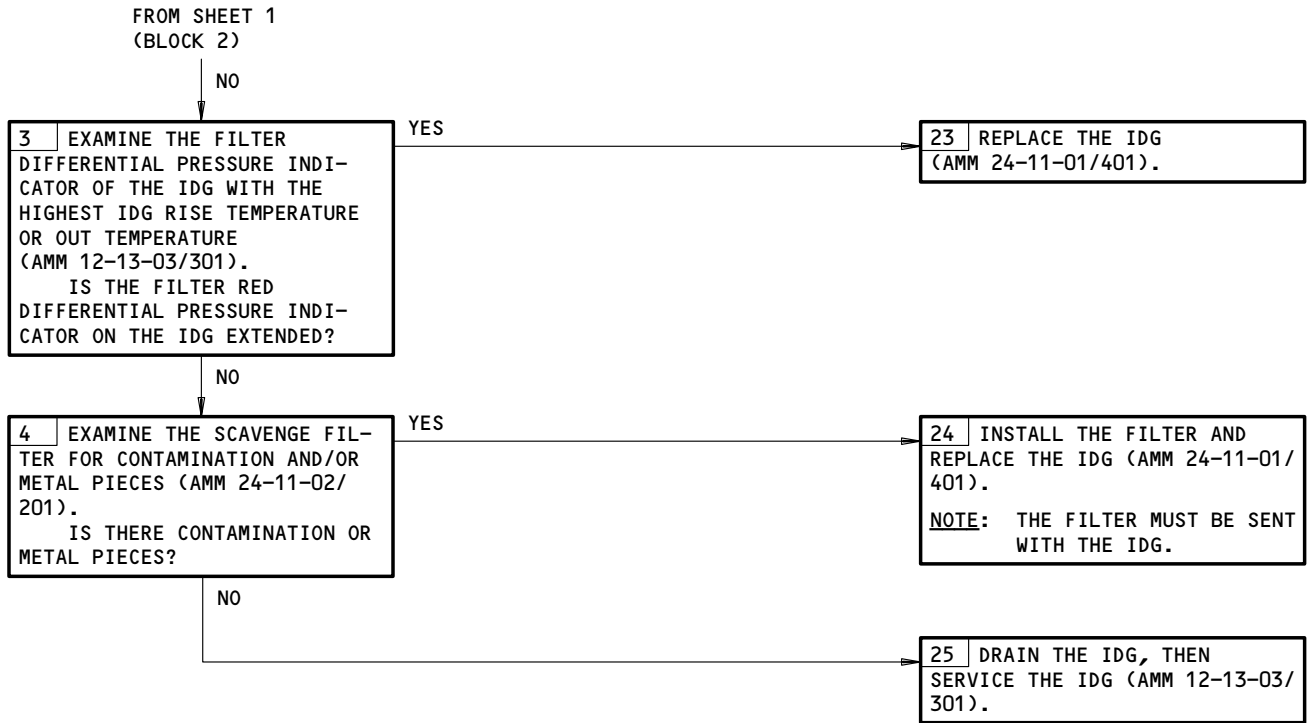 FROM SHEET 1
(BLOCK 2)
NO
3 EXAMINE THE FILTER
DIFFERENTIAL PRESSURE INDI-
CATOR OF THE IDG WITH THE
HIGHEST IDG RISE TEMPERATURE
OR OUT TEMPERATURE
(AMM 12-13-03/301).
IS THE FILTER RED
DIFFERENTIAL PRESSURE INDI-
CATOR ON THE IDG EXTENDED?
YES
23 REPLACE THE IDG
(AMM 24-11-01/401).
NO
4 EXAMINE THE SCAVENGE FIL-
TER FOR CONTAMINATION AND/OR
METAL PIECES (AMM 24-11-02/
201).
IS THERE CONTAMINATION OR
METAL PIECES?
YES
24 INSTALL THE FILTER AND
REPLACE THE IDG (AMM 24-11-01/
401).
NOTE: THE FILTER MUST BE SENT
WITH THE IDG.
NO
25 DRAIN THE IDG, THEN
SERVICE THE IDG (AMM 12-13-03/
301).